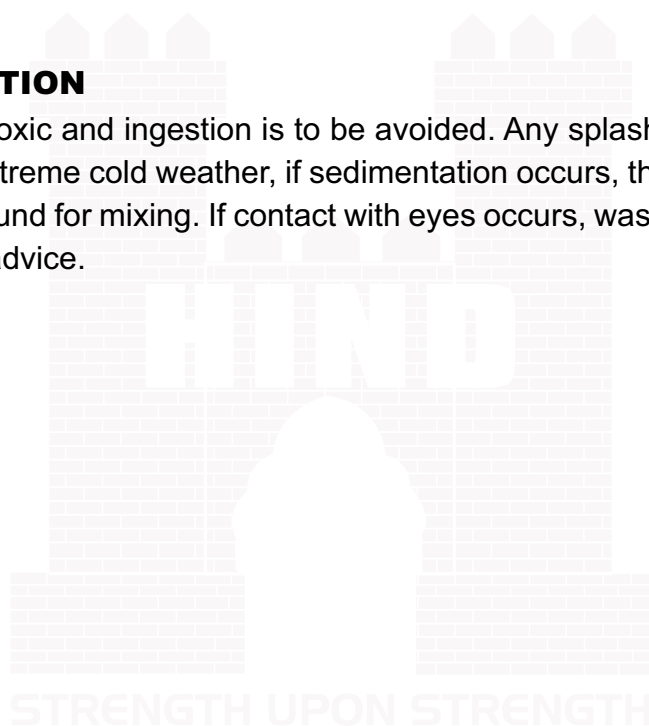 TION
oxic and ingestion is to be avoided. Any splash
treme cold weather, if sedimentation occurs, th
und for mixing. If contact with eyes occurs, was
advice.
HIND
STRENGTH UPON STRENGTH